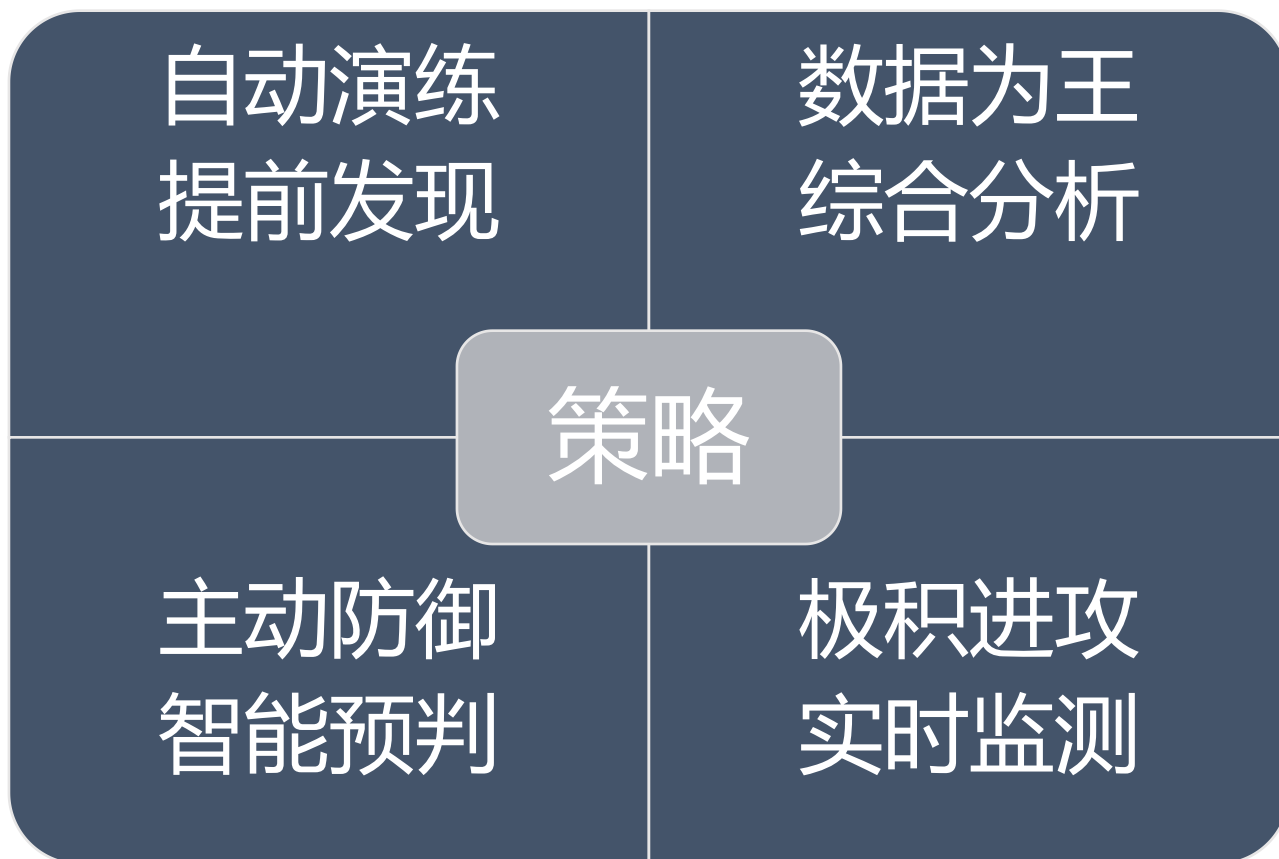 自动演练
提前发现
数据为王
综合分析
策略
主动防御
智能预判
极积进攻
实时监测